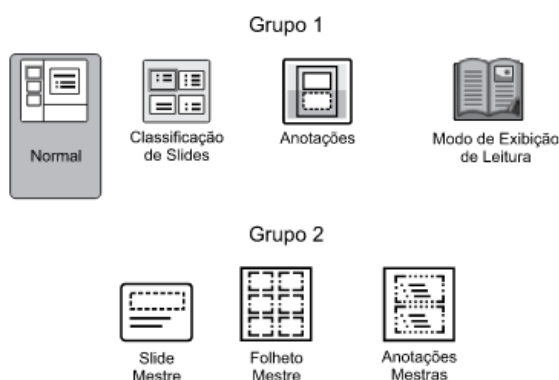 Grupo 1
Normal
Classificação
de Slides
Anotações
Modo de Exibição
de Leitura
Grupo 2
Slide
Mestre
Folheto
Mestre
Anotações
Mestras